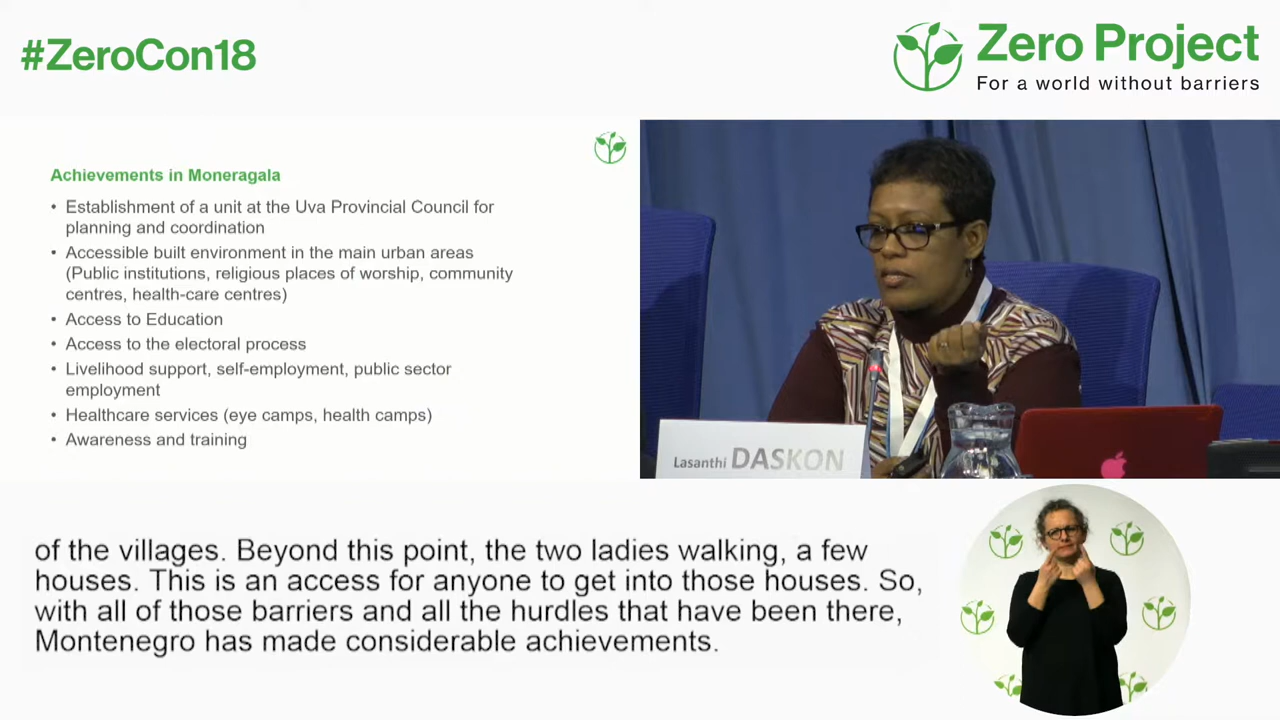 #ZeroCon18
Zero Project
For a world without barriers
Achievements in Moneragala
• Establishment of a unit at the Uva Provincial Council for
planning and coordination
• Accessible built environment in the main urban areas
(Public institutions, religious places of worship, community
centres, health-care centres)
• Access to Education
• Access to the electoral process
• Livelihood support, self-employment, public sector
employment
• Healthcare services (eye camps, health camps)
• Awareness and training
Lasanthi DASKON
of the villages. Beyond this point, the two ladies walking, a few
houses. This is an access for anyone to get into those houses. So,
with all of those barriers and all the hurdles that have been there,
Montenegro has made considerable achievements.